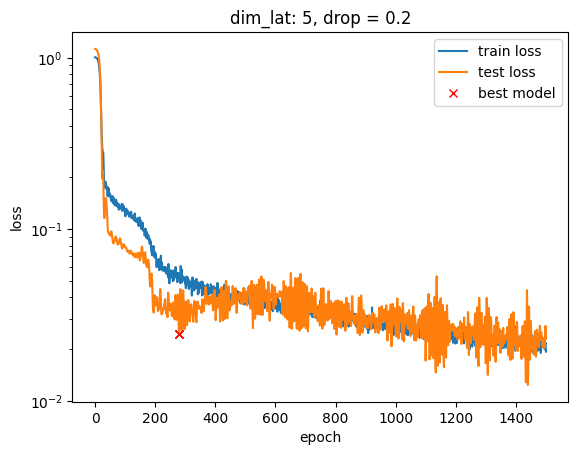 dim_lat: 5, drop = 0.2
train loss
test loss
best model
loss
10⁰
10⁻¹
10⁻²
0 200 400 600 800 1000 1200 1400
epoch